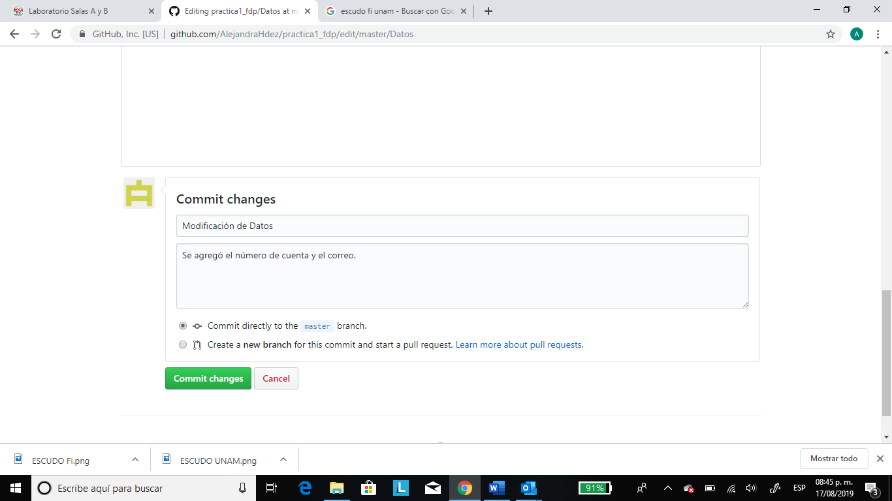 Laboratorio Salas A y B
Editing practica1_fdp/Datos at m
escudo fi unam - Buscar con Goo
GitHub, Inc. [US]
github.com/AlejandraHdez/practica1_fdp/edit/master/Datos
A
Commit changes
Modificación de Datos
Se agregó el número de cuenta y el correo.
Commit directly to the master branch.
Create a new branch for this commit and start a pull request. Learn more about pull requests.
Commit changes
Cancel
ESCUDO FI.png
ESCUDO UNAM.png
Mostrar todo
Escribe aquí para buscar
91%
ESP
08:45 p. m.
17/08/2019
3